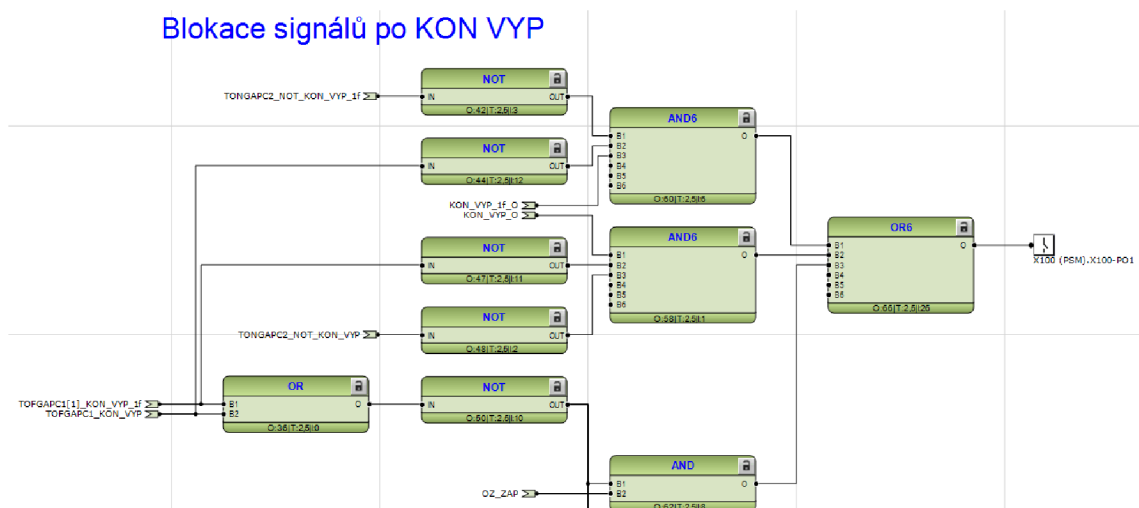 Blokace signálů po KON VYP
NOT
TONGAPC2_NOT_KON_VYP_1f
IN
OUT
O:42|T:2,5|I:3
NOT
IN
OUT
O:44|T:2,5|I:12
AND6
B1
O
B2
B3
B4
B5
B6
O:60|T:2,5|I:6
KON_VYP_1f_O
KON_VYP_O
NOT
IN
OUT
O:47|T:2,5|I:11
AND6
B1
O
B2
B3
B4
B5
B6
O:58|T:2,5|I:1
OR6
B1
O
B2
B3
B4
B5
B6
O:66|T:2,5|I:26
X100 (PSM).X100-PO1
NOT
TONGAPC2_NOT_KON_VYP
IN
OUT
O:48|T:2,5|I:2
TOFGAPC1[1]_KON_VYP_1f
TOFGAPC1_KON_VYP
OR
B1
O
B2
O:36|T:2,5|I:9
NOT
IN
OUT
O:50|T:2,5|I:10
AND
OZ_ZAP
B1
O
B2